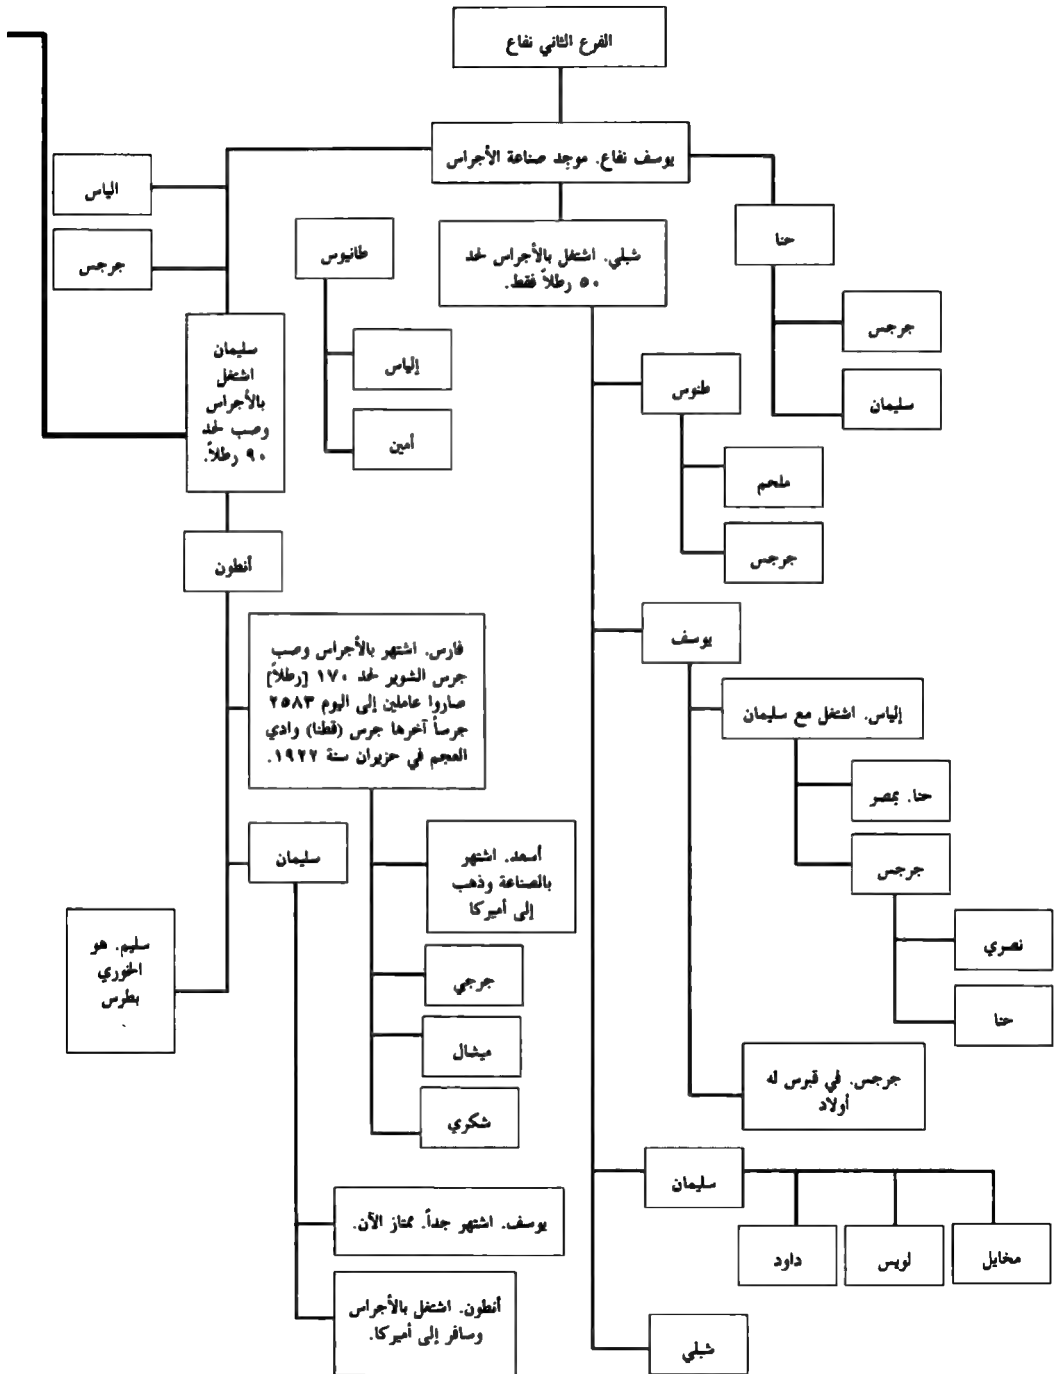 الفرع الثاني نفاع
يوسف نفاع. موجد صناعة الأجراس
حنا
جرجس
سليمان
شبلي. اشتغل بالأجراس لحد
٥٠ رطلاً فقط.
طنوس
ملحم
جرجس
يوسف
إلياس. اشتغل مع سليمان
حنا. بمصر
جرجس
نصري
حنا
جرجس. في قبرس له
أولاد
سليمان
مخايل
لويس
داود
شبلي
الياس
جرجس
طانيوس
إلياس
أمين
سليمان
اشتغل
بالأجراس
وصب لحد
٩٠ رطلاً.
أنطون
فارس. اشتهر بالأجراس وصب
جرس الشوير لحد ١٧٠ [رطلاً]
صاروا عاملين إلى اليوم ٢٥٨٣
جرساً آخرها جرس (قطنا) وادي
العجم في حزيران سنة ١٩٢٢.
أسعد. اشتهر
بالصناعة وذهب
إلى أميركا
جرجي
ميشال
شكري
سليمان
يوسف. اشتهر جداً. ممتاز الآن.
أنطون. اشتغل بالأجراس
وسافر إلى أميركا.
سليم. هو
الخوري
بطرس